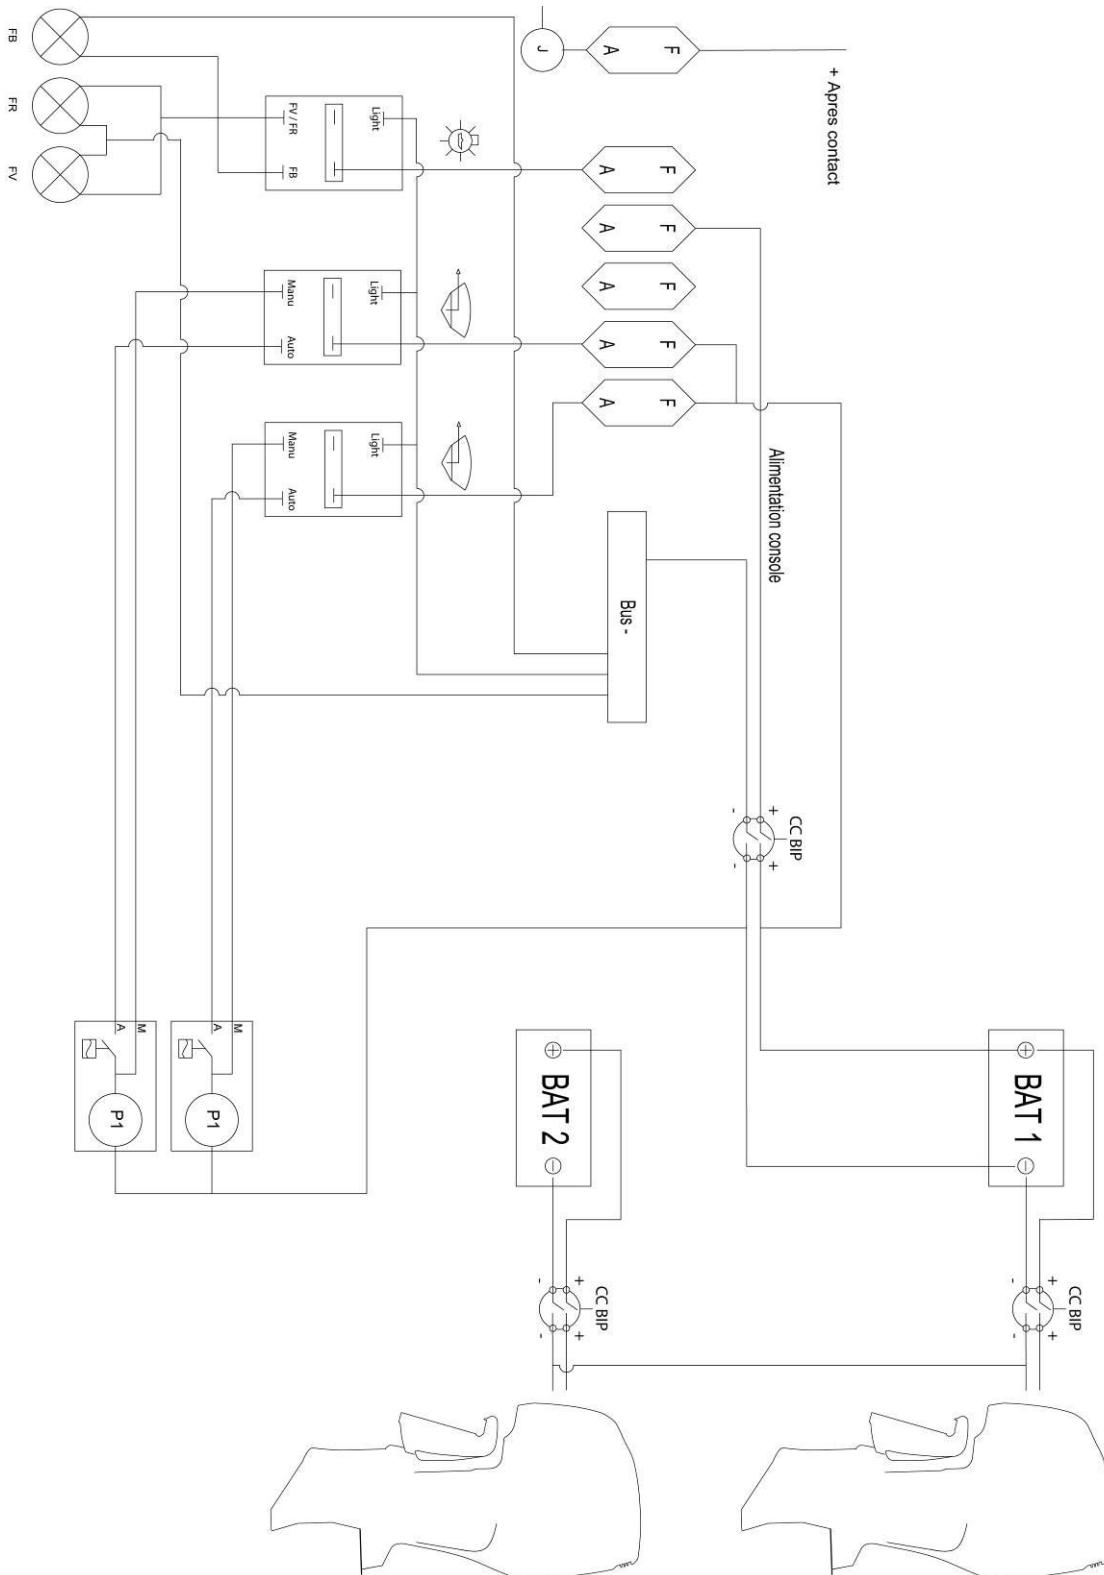 FB
FR
FV
FV / FR
FB
Light
Manu
Auto
Light
Manu
Auto
Light
J
A F
A F
A F
A F
A F
A F
+ Apres contact
Alimentation console
Bus -
CC BIP
+ +
- -
BAT 1
+ -
BAT 2
+ -
CC BIP
+ +
- -
CC BIP
+ +
- -
M
A
P1
M
A
P1